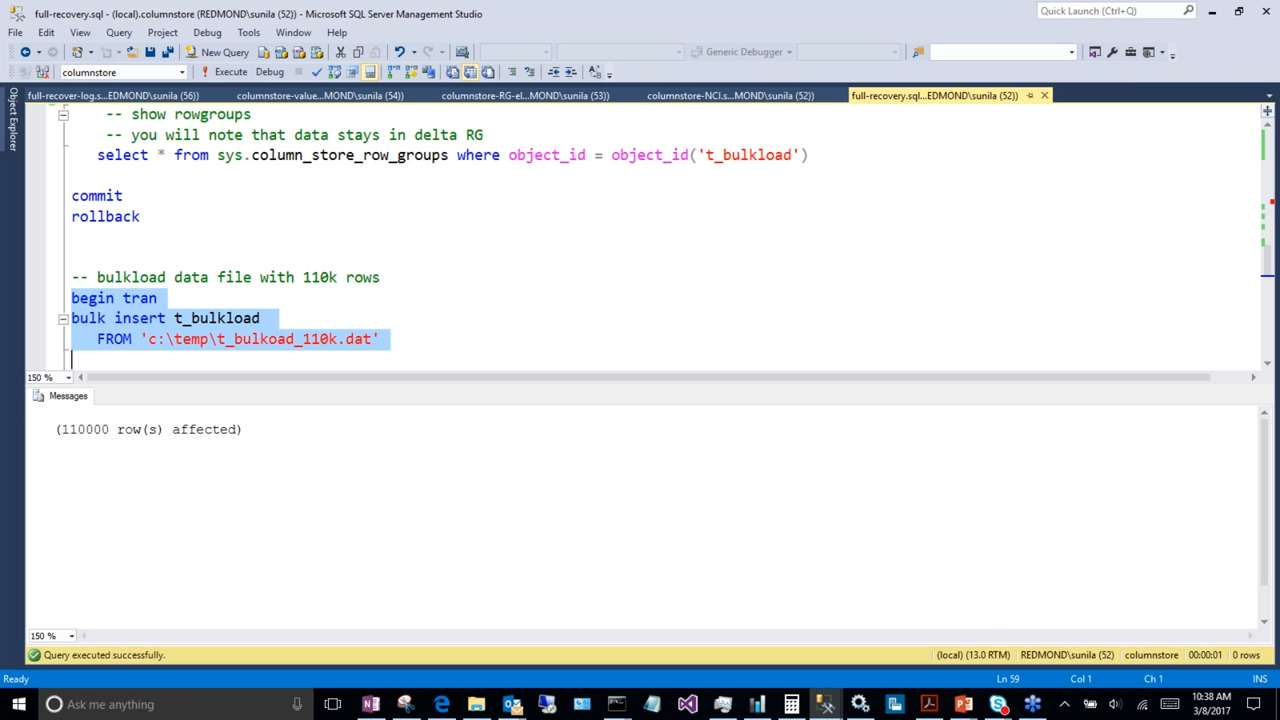 full-recovery.sql - (local).columnstore (REDMOND\sunila (52)) - Microsoft SQL Server Management Studio
Quick Launch (Ctrl+Q)
File Edit View Query Project Debug Tools Window Help
New Query
Generic Debugger
columnstore
Execute Debug
full-recover-log.s...EDMOND\sunila (56)) columnstore-value...MOND\sunila (54)) columnstore-RG-el...MOND\sunila (53)) columnstore-NCI.s...MOND\sunila (52)) full-recovery.sql...EDMOND\sunila (52))
Object Explorer
-- show rowgroups
-- you will note that data stays in delta RG
select * from sys.column_store_row_groups where object_id = object_id('t_bulkload')
commit
rollback
-- bulkload data file with 110k rows
begin tran
bulk insert t_bulkload
FROM 'c:\temp\t_bulkoad_110k.dat'
150 %
Messages
(110000 row(s) affected)
150 %
Query executed successfully.
(local) (13.0 RTM) REDMOND\sunila (52) columnstore 00:00:01 0 rows
Ready
Ln 59 Col 1 Ch 1 INS
Ask me anything
10:38 AM
3/8/2017